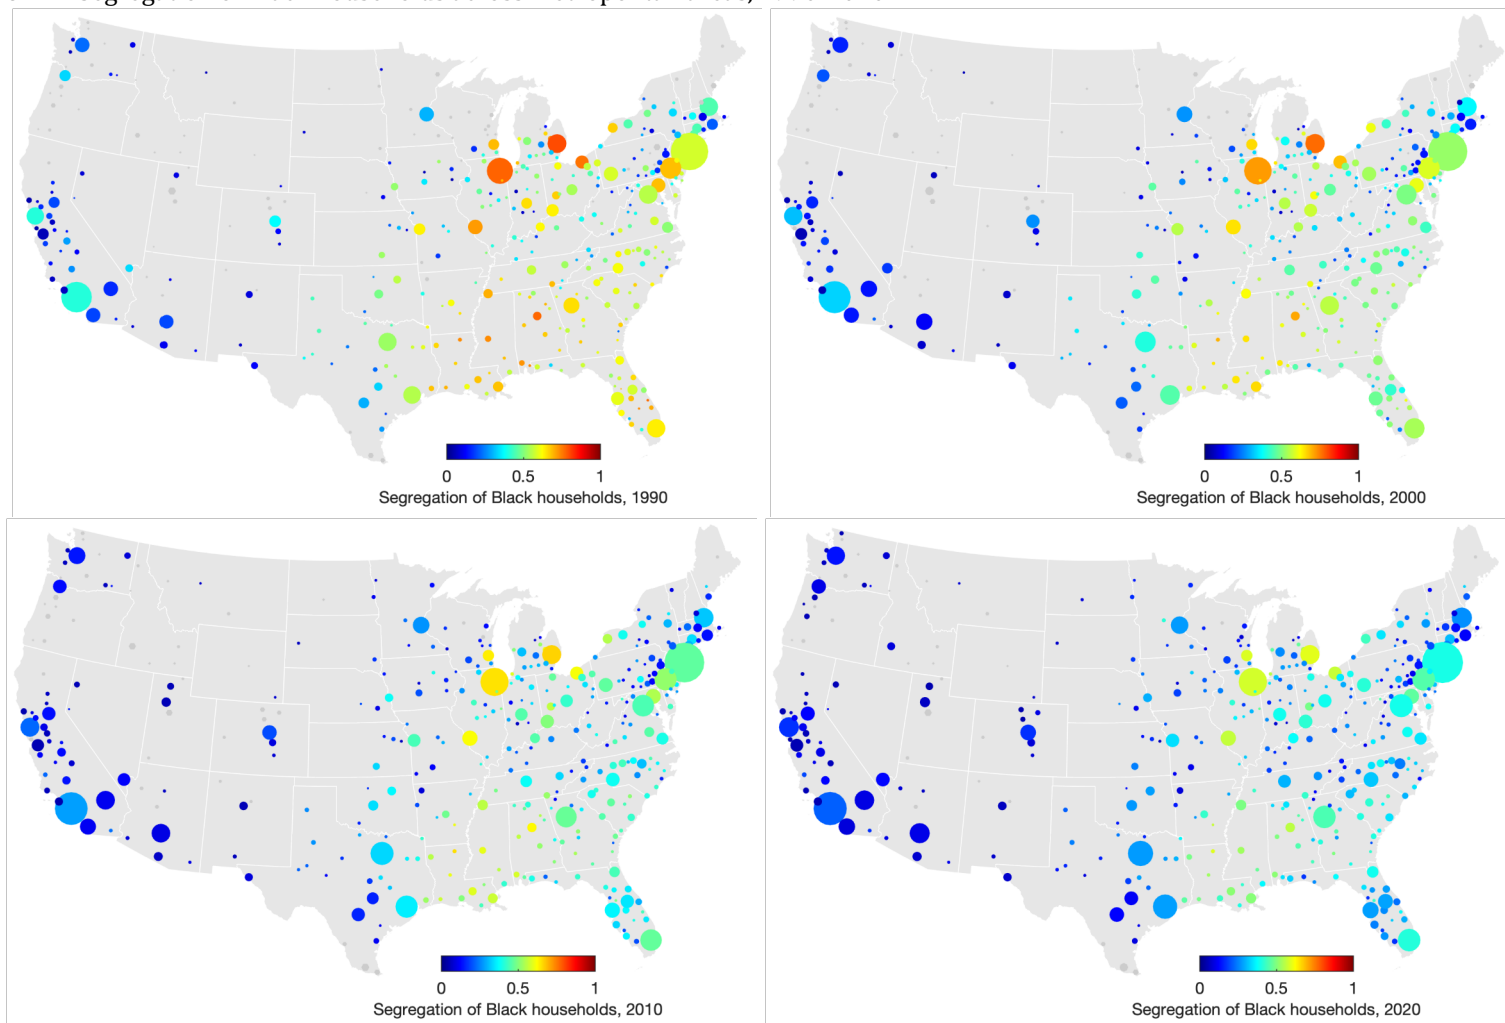 0 0.5 1
Segregation of Black households, 1990
0 0.5 1
Segregation of Black households, 2000
0 0.5 1
Segregation of Black households, 2010
0 0.5 1
Segregation of Black households, 2020